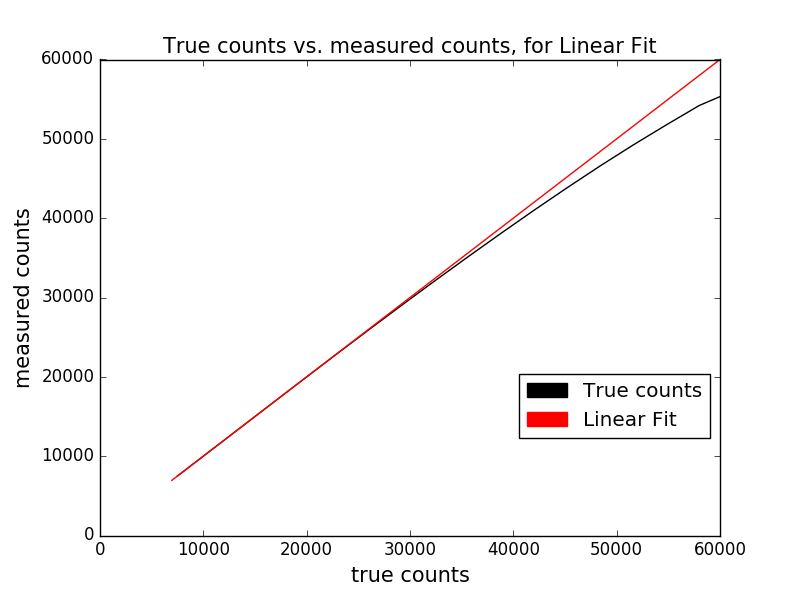 True counts vs. measured counts, for Linear Fit
60000
50000
40000
30000
20000
10000
0
measured counts
True counts
Linear Fit
0 10000 20000 30000 40000 50000 60000
true counts